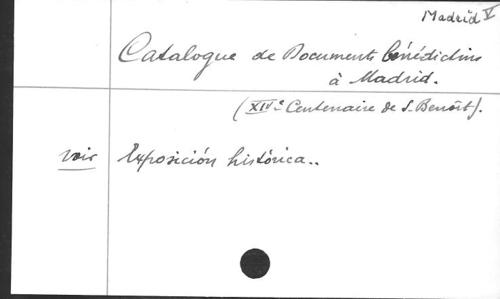 Madrid V
Catalogue de Documents bénédictins
à Madrid.
(XIVe Centenaire de S. Benoît).
voir Exposición histórica..